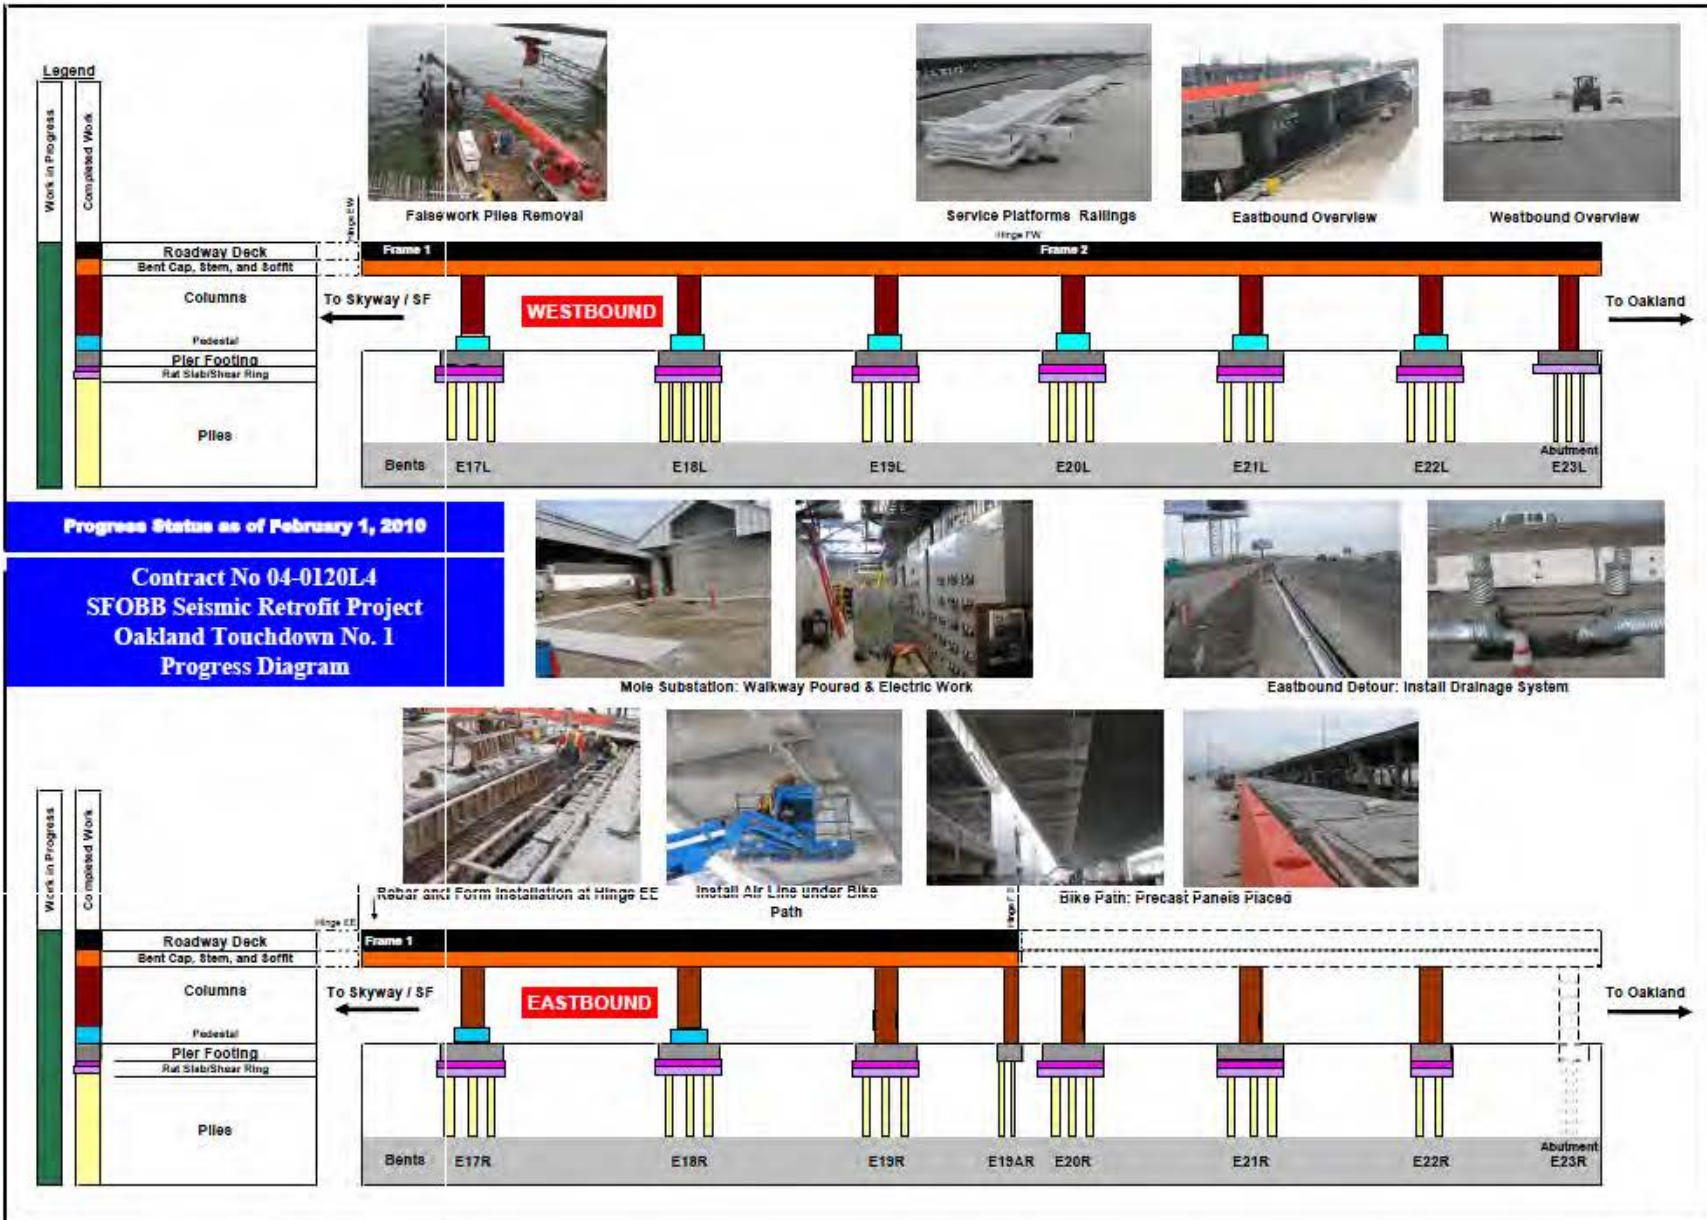 Legend
Work in Progress
Completed Work
Falsework Piles Removal
Service Platforms Railings
Eastbound Overview
Westbound Overview
Hinge EW
Hinge FW
Roadway Deck
Frame 1
Frame 2
Bent Cap, Stem, and Soffit
Columns
To Skyway / SF
WESTBOUND
To Oakland
Pedestal
Pier Footing
Rat Slab/Shear Ring
Piles
Bents
E17L
E18L
E19L
E20L
E21L
E22L
Abutment
E23L
Progress Status as of February 1, 2010
Contract No 04-0120L4
SFOBB Seismic Retrofit Project
Oakland Touchdown No. 1
Progress Diagram
Mole Substation: Walkway Poured & Electric Work
Eastbound Detour: Install Drainage System
Work in Progress
Completed Work
Rebar and Form Installation at Hinge EE
Install Air Line under Bike
Path
Bike Path: Precast Panels Placed
Hinge EE
Hinge
Roadway Deck
Frame 1
Bent Cap, Stem, and Soffit
Columns
To Skyway / SF
EASTBOUND
To Oakland
Pedestal
Pier Footing
Rat Slab/Shear Ring
Piles
Bents
E17R
E18R
E19R
E19AR
E20R
E21R
E22R
Abutment
E23R